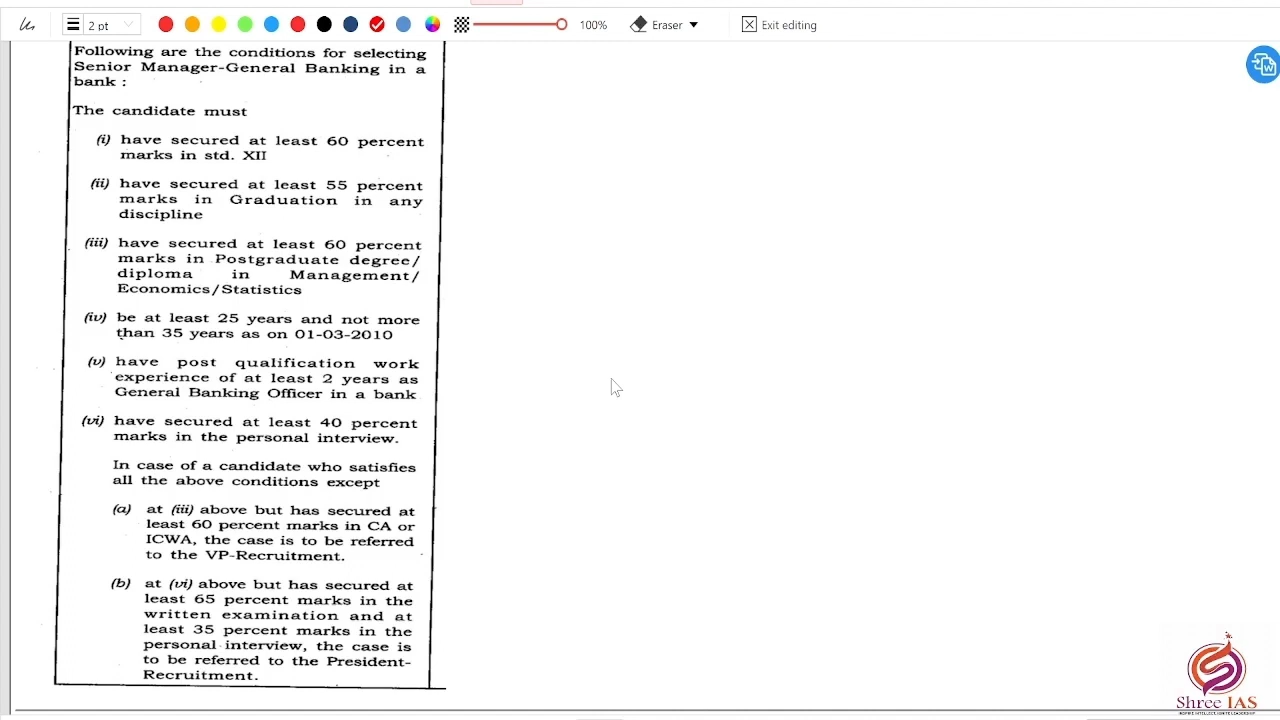 2 pt
100%
Eraser
Exit editing
Following are the conditions for selecting
Senior Manager-General Banking in a
bank :
The candidate must
(i) have secured at least 60 percent
marks in std. XII
(ii) have secured at least 55 percent
marks in Graduation in any
discipline
(iii) have secured at least 60 percent
marks in Postgraduate degree/
diploma in Management/
Economics/Statistics
(iv) be at least 25 years and not more
than 35 years as on 01-03-2010
(v) have post qualification work
experience of at least 2 years as
General Banking Officer in a bank
(vi) have secured at least 40 percent
marks in the personal interview.
In case of a candidate who satisfies
all the above conditions except
(a) at (iii) above but has secured at
least 60 percent marks in CA or
ICWA, the case is to be referred
to the VP-Recruitment.
(b) at (vi) above but has secured at
least 65 percent marks in the
written examination and at
least 35 percent marks in the
personal interview, the case is
to be referred to the President-
Recruitment.
Shree IAS